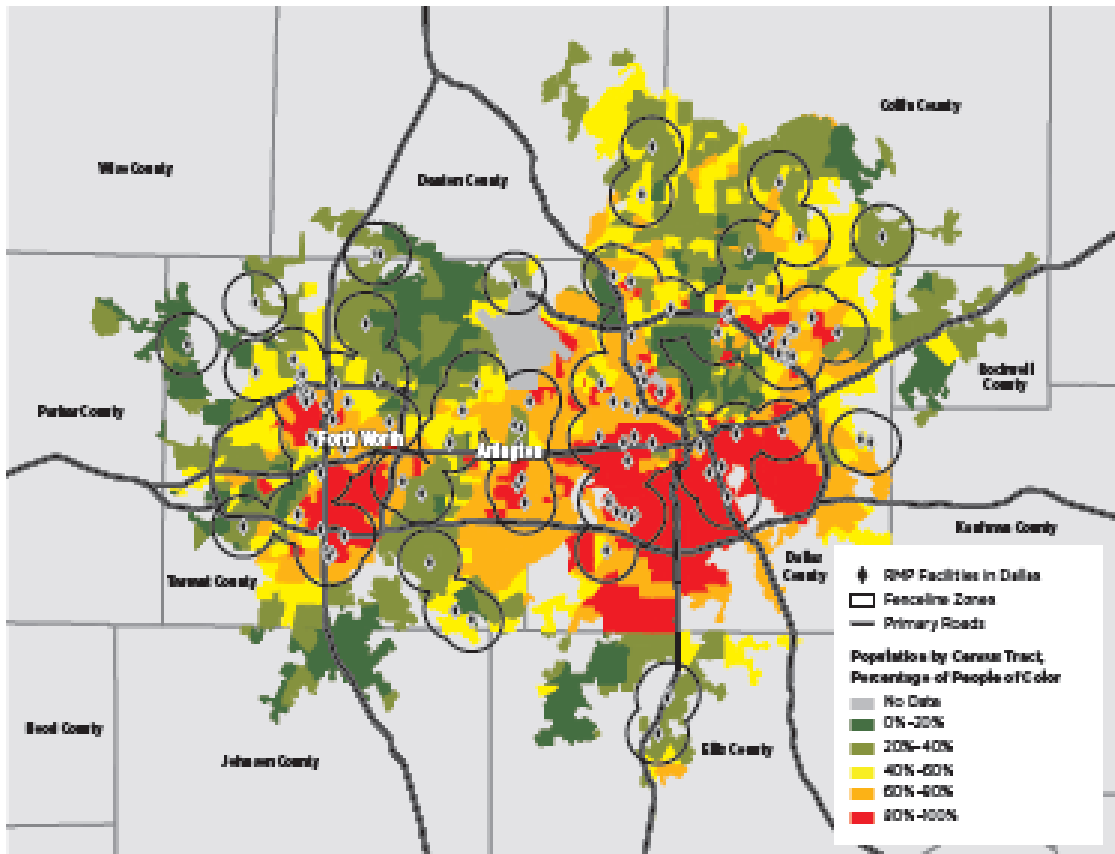 Collin County
Wise County
Denton County
Rockwell
County
Parker County
Forth Worth
Arlington
Kaufman County
Dallas
County
Tarrant County
Hood County
Johnson County
Ellis County
RMP Facilities in Dallas
Fenceline Zones
Primary Roads
Population by Census Tract,
Percentage of People of Color
No Data
0%–20%
20%–40%
40%–60%
60%–80%
80%–100%